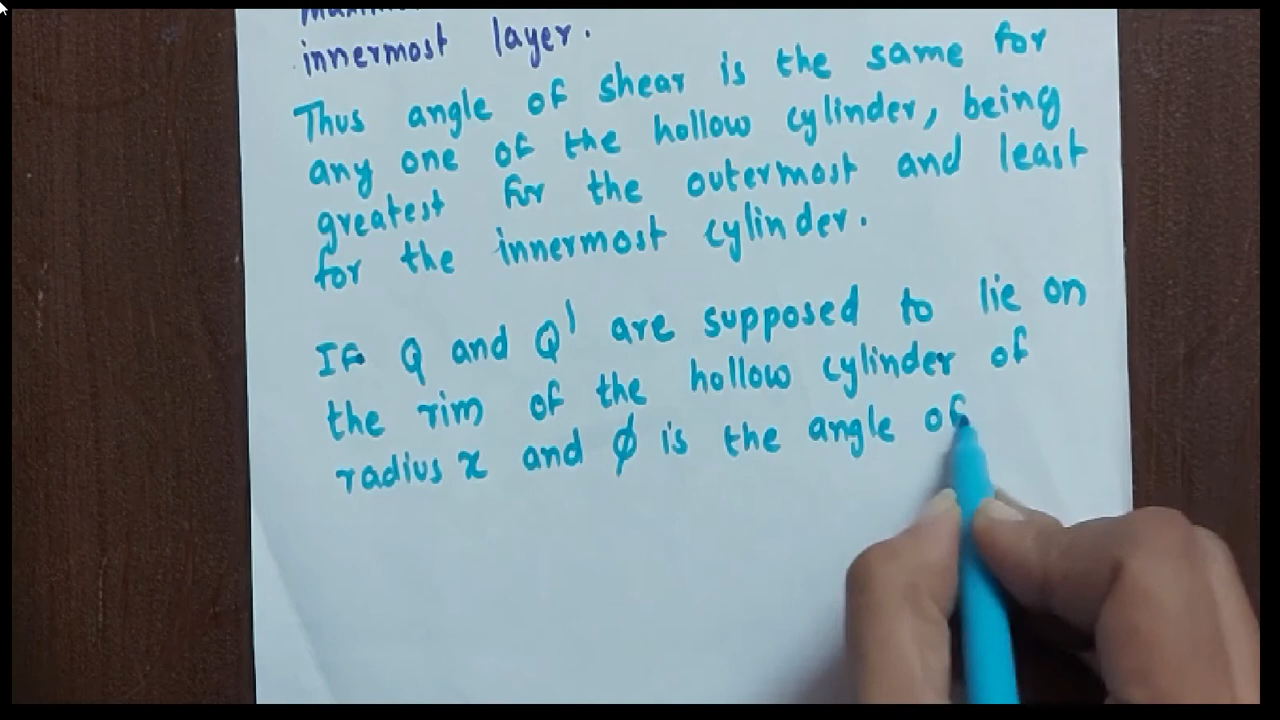 innermost layer.
Thus angle of shear is the same for
any one of the hollow cylinder, being
greatest for the outermost and least
for the innermost cylinder.
If Q and Q' are supposed to lie on
the rim of the hollow cylinder of
radius x and ϕ is the angle of